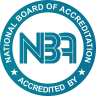 NATIONAL BOARD OF ACCREDITATION
NBA
ACCREDITED BY